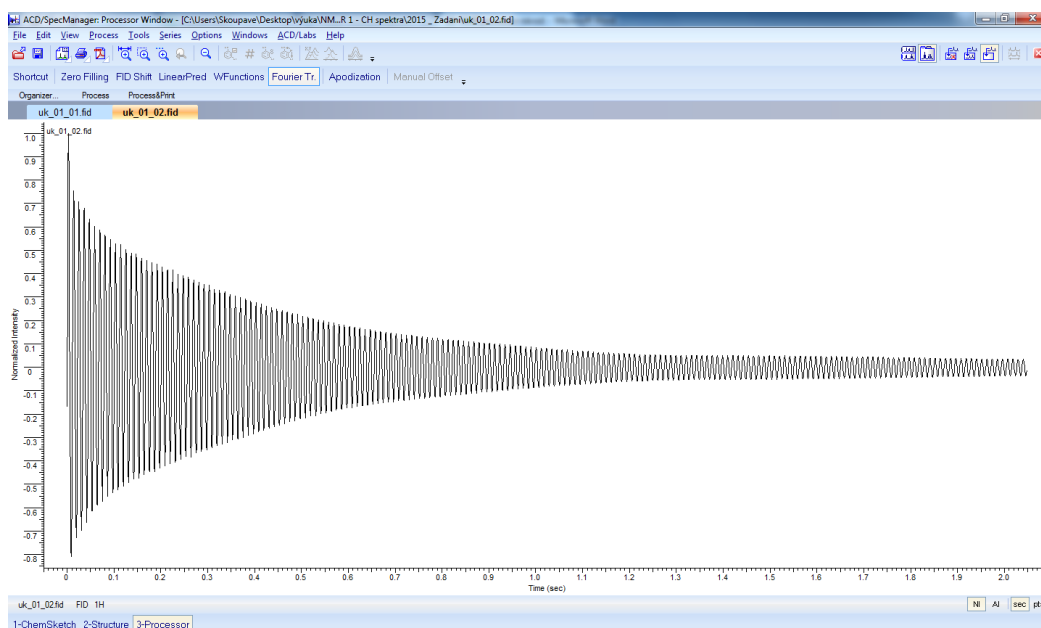 ACD/SpecManager: Processor Window - [C:\Users\Skoupave\Desktop\výuka\NM...R 1 - CH spektra\2015 _ Zadani\uk_01_02.fid]
File Edit View Process Tools Series Options Windows ACD/Labs Help
Shortcut Zero Filling FID Shift LinearPred WFunctions Fourier Tr. Apodization Manual Offset
Organizer... Process Process&Print
uk_01_01.fid uk_01_02.fid
uk_01_02.fid
1.0
0.9
0.8
0.7
0.6
0.5
0.4
0.3
0.2
0.1
0
-0.1
-0.2
-0.3
-0.4
-0.5
-0.6
-0.7
-0.8
Normalized Intensity
0 0.1 0.2 0.3 0.4 0.5 0.6 0.7 0.8 0.9 1.0 1.1 1.2 1.3 1.4 1.5 1.6 1.7 1.8 1.9 2.0
Time (sec)
uk_01_02.fid FID 1H NI AI sec pt
1-ChemSketch 2-Structure 3-Processor